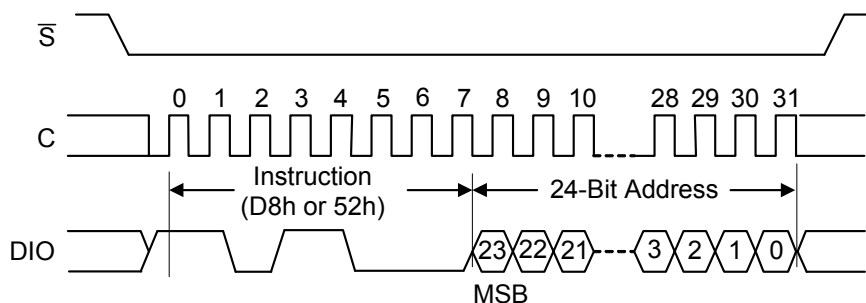 S̅
0 1 2 3 4 5 6 7 8 9 10 28 29 30 31
C
Instruction
(D8h or 52h)
24-Bit Address
DIO
23 22 21 3 2 1 0
MSB